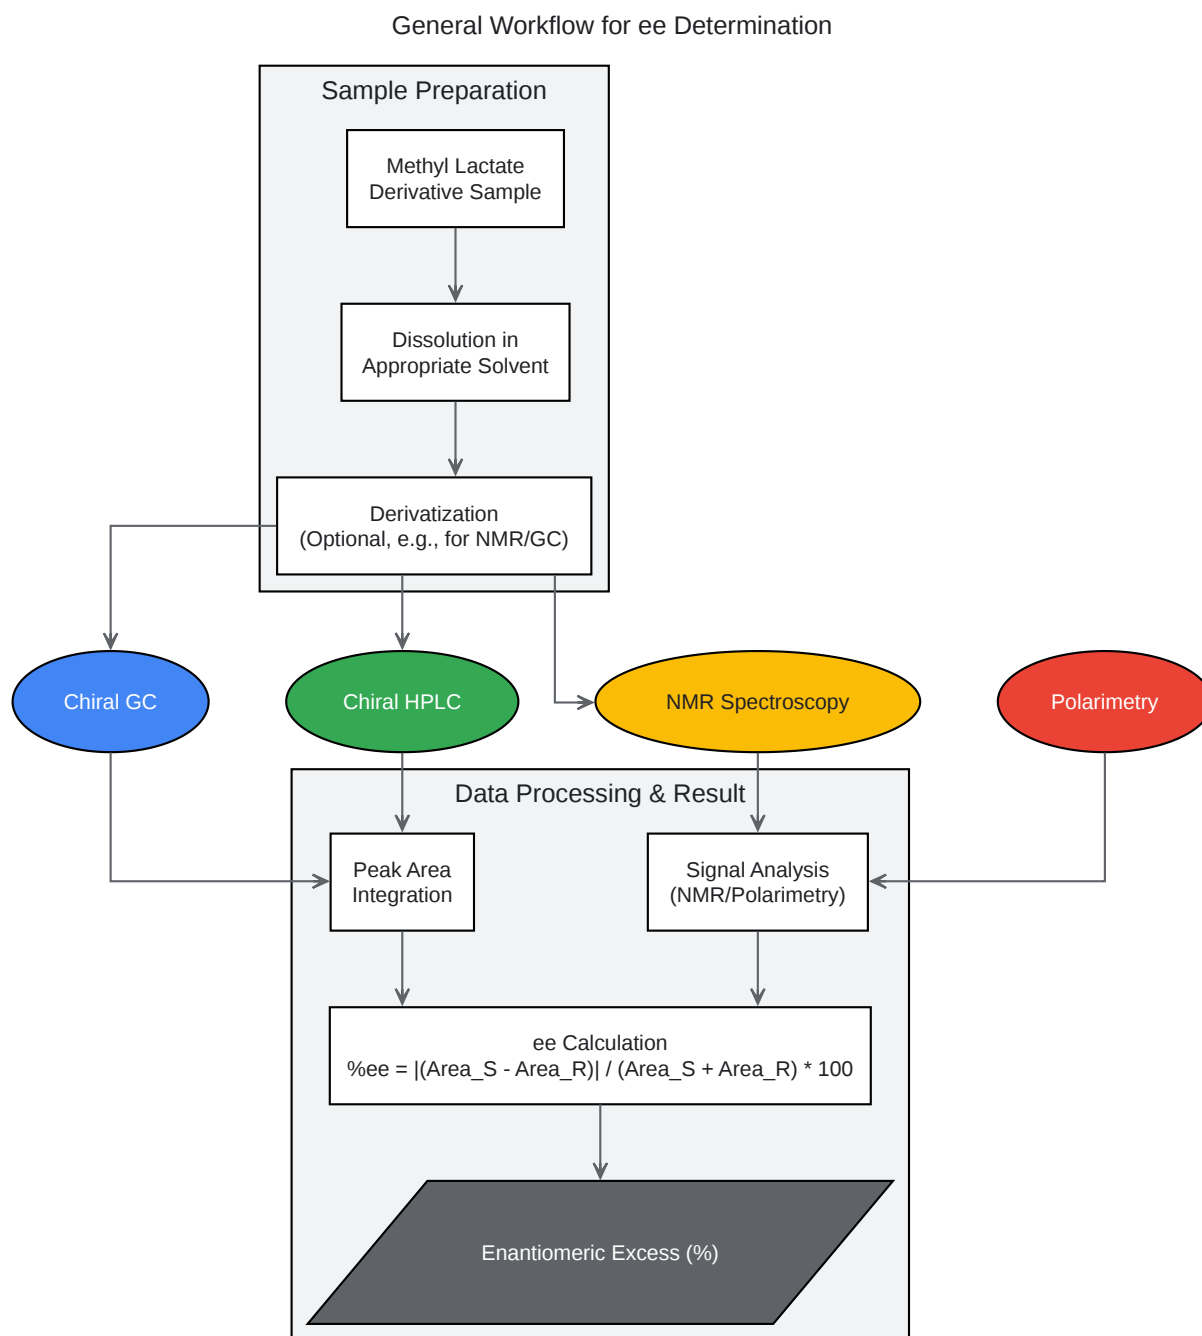 General Workflow for ee Determination
Sample Preparation
Methyl Lactate
Derivative Sample
Dissolution in
Appropriate Solvent
Derivatization
(Optional, e.g., for NMR/GC)
Chiral GC
Chiral HPLC
NMR Spectroscopy
Polarimetry
Data Processing & Result
Peak Area
Integration
Signal Analysis
(NMR/Polarimetry)
ee Calculation
%ee = |(Area_S - Area_R)| / (Area_S + Area_R) * 100
Enantiomeric Excess (%)